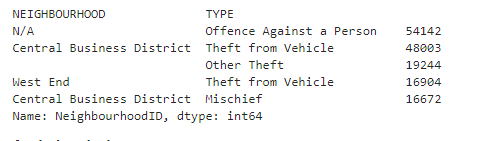 NEIGHBOURHOOD TYPE
N/A Offence Against a Person 54142
Central Business District Theft from Vehicle 48003
Other Theft 19244
West End Theft from Vehicle 16904
Central Business District Mischief 16672
Name: NeighbourhoodID, dtype: int64